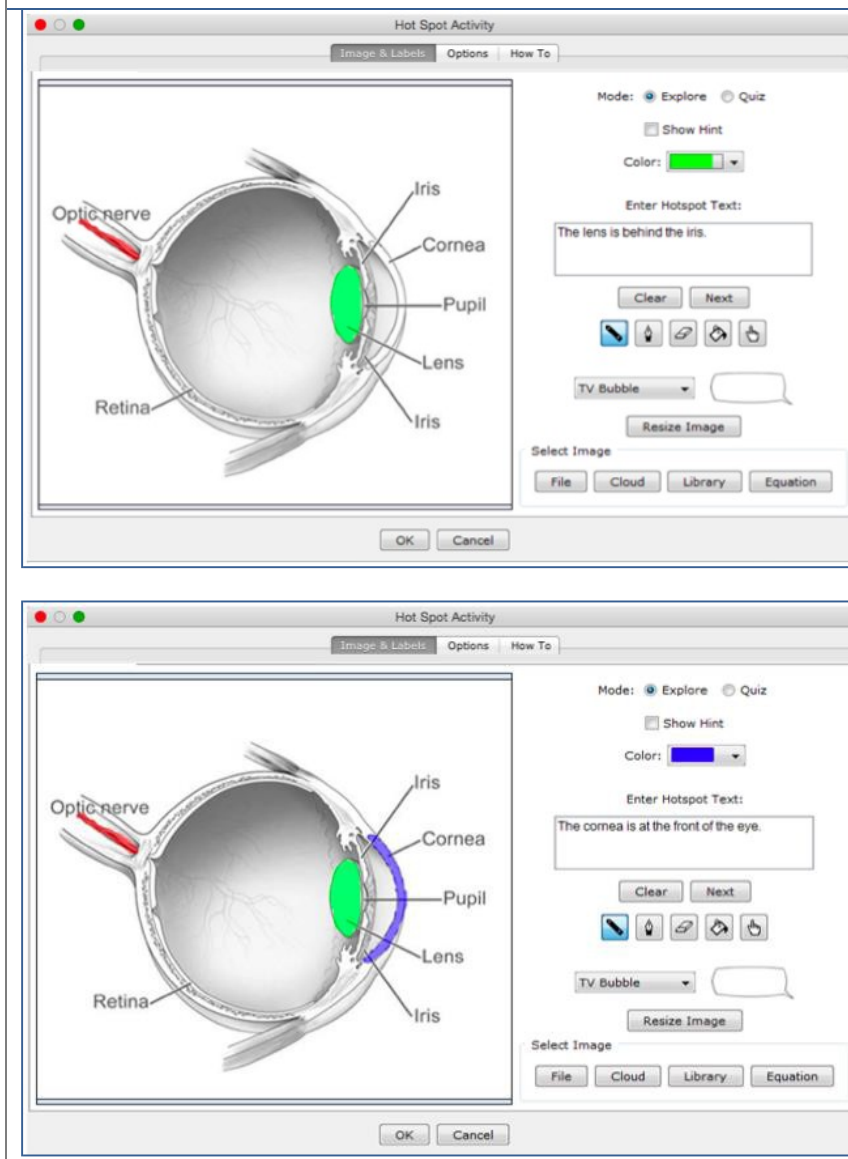 Hot Spot Activity
Image & Labels Options How To
Optic nerve
Iris
Cornea
Pupil
Lens
Iris
Retina
Mode: Explore Quiz
Show Hint
Color:
Enter Hotspot Text:
The lens is behind the iris.
Clear Next
TV Bubble
Resize Image
Select Image
File Cloud Library Equation
OK Cancel
Hot Spot Activity
Image & Labels Options How To
Optic nerve
Iris
Cornea
Pupil
Lens
Iris
Retina
Mode: Explore Quiz
Show Hint
Color:
Enter Hotspot Text:
The cornea is at the front of the eye.
Clear Next
TV Bubble
Resize Image
Select Image
File Cloud Library Equation
OK Cancel